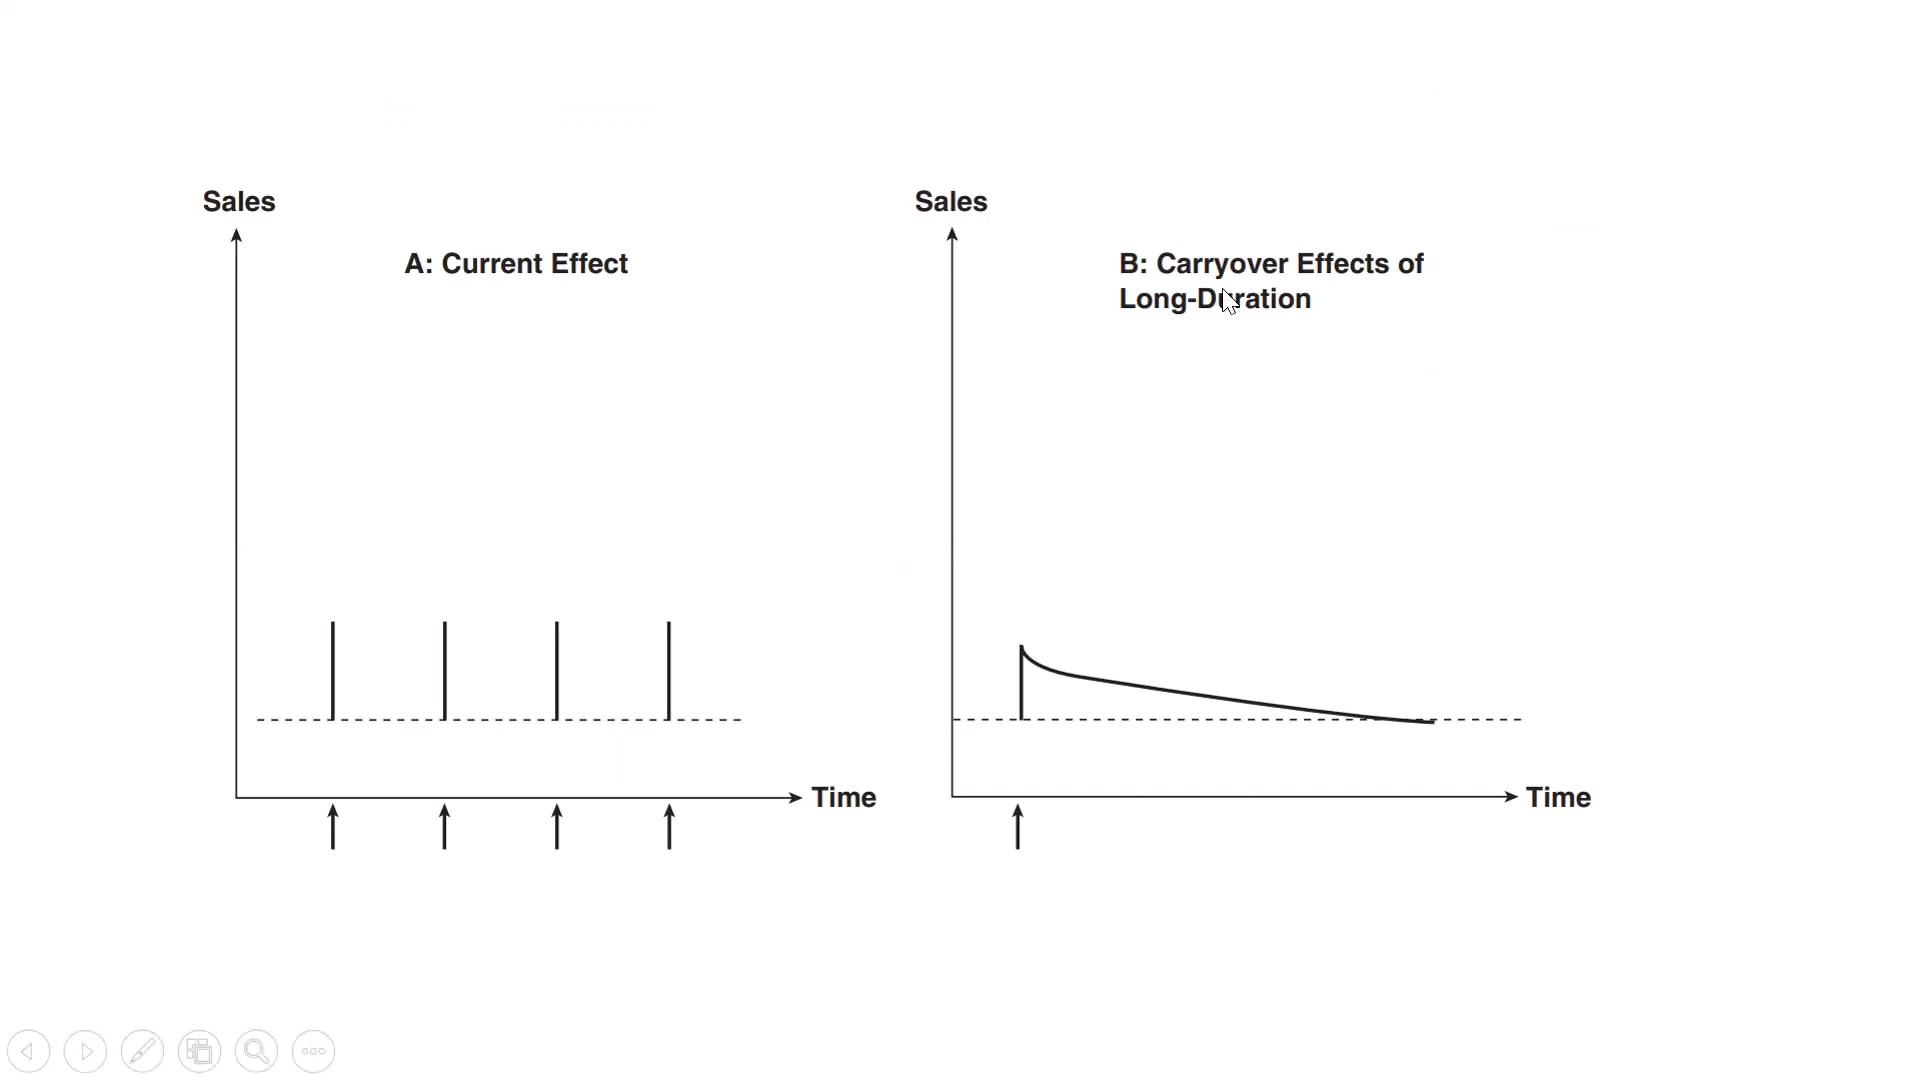 Sales
A: Current Effect
Time
Sales
B: Carryover Effects of
Long-Duration
Time